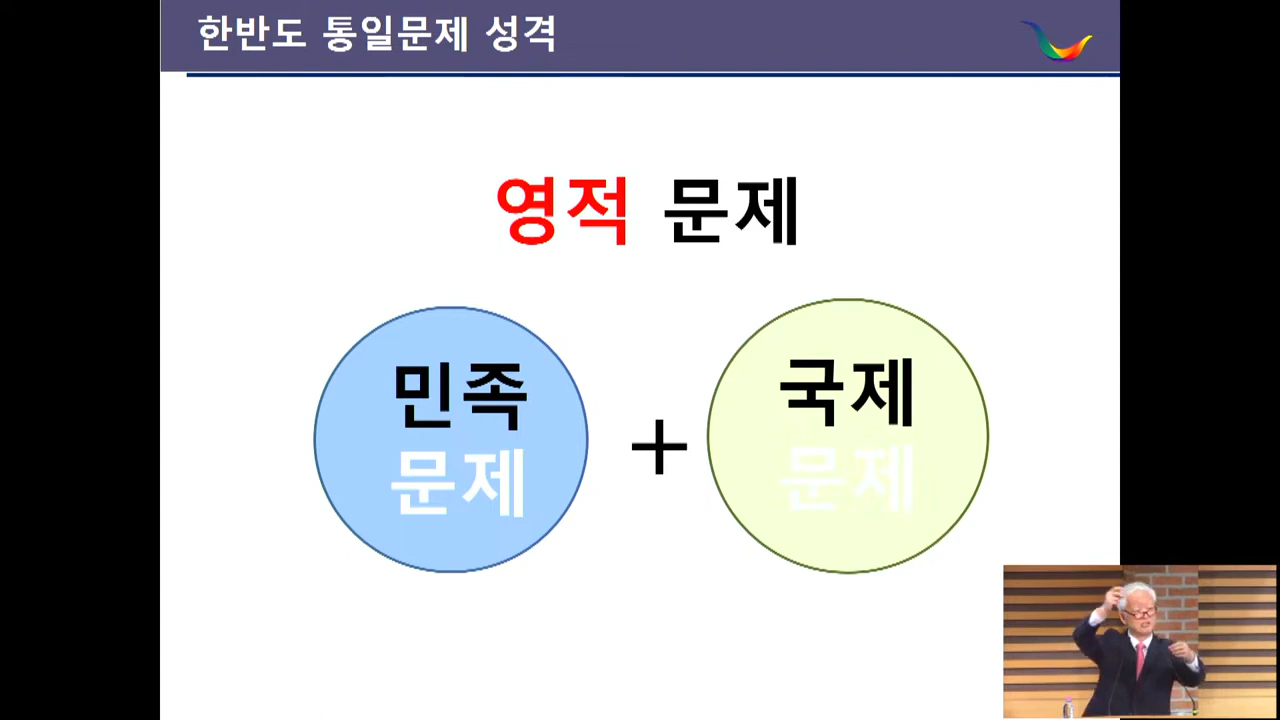 한반도 통일문제 성격
영적 문제
민족
문제
+
국제
문제